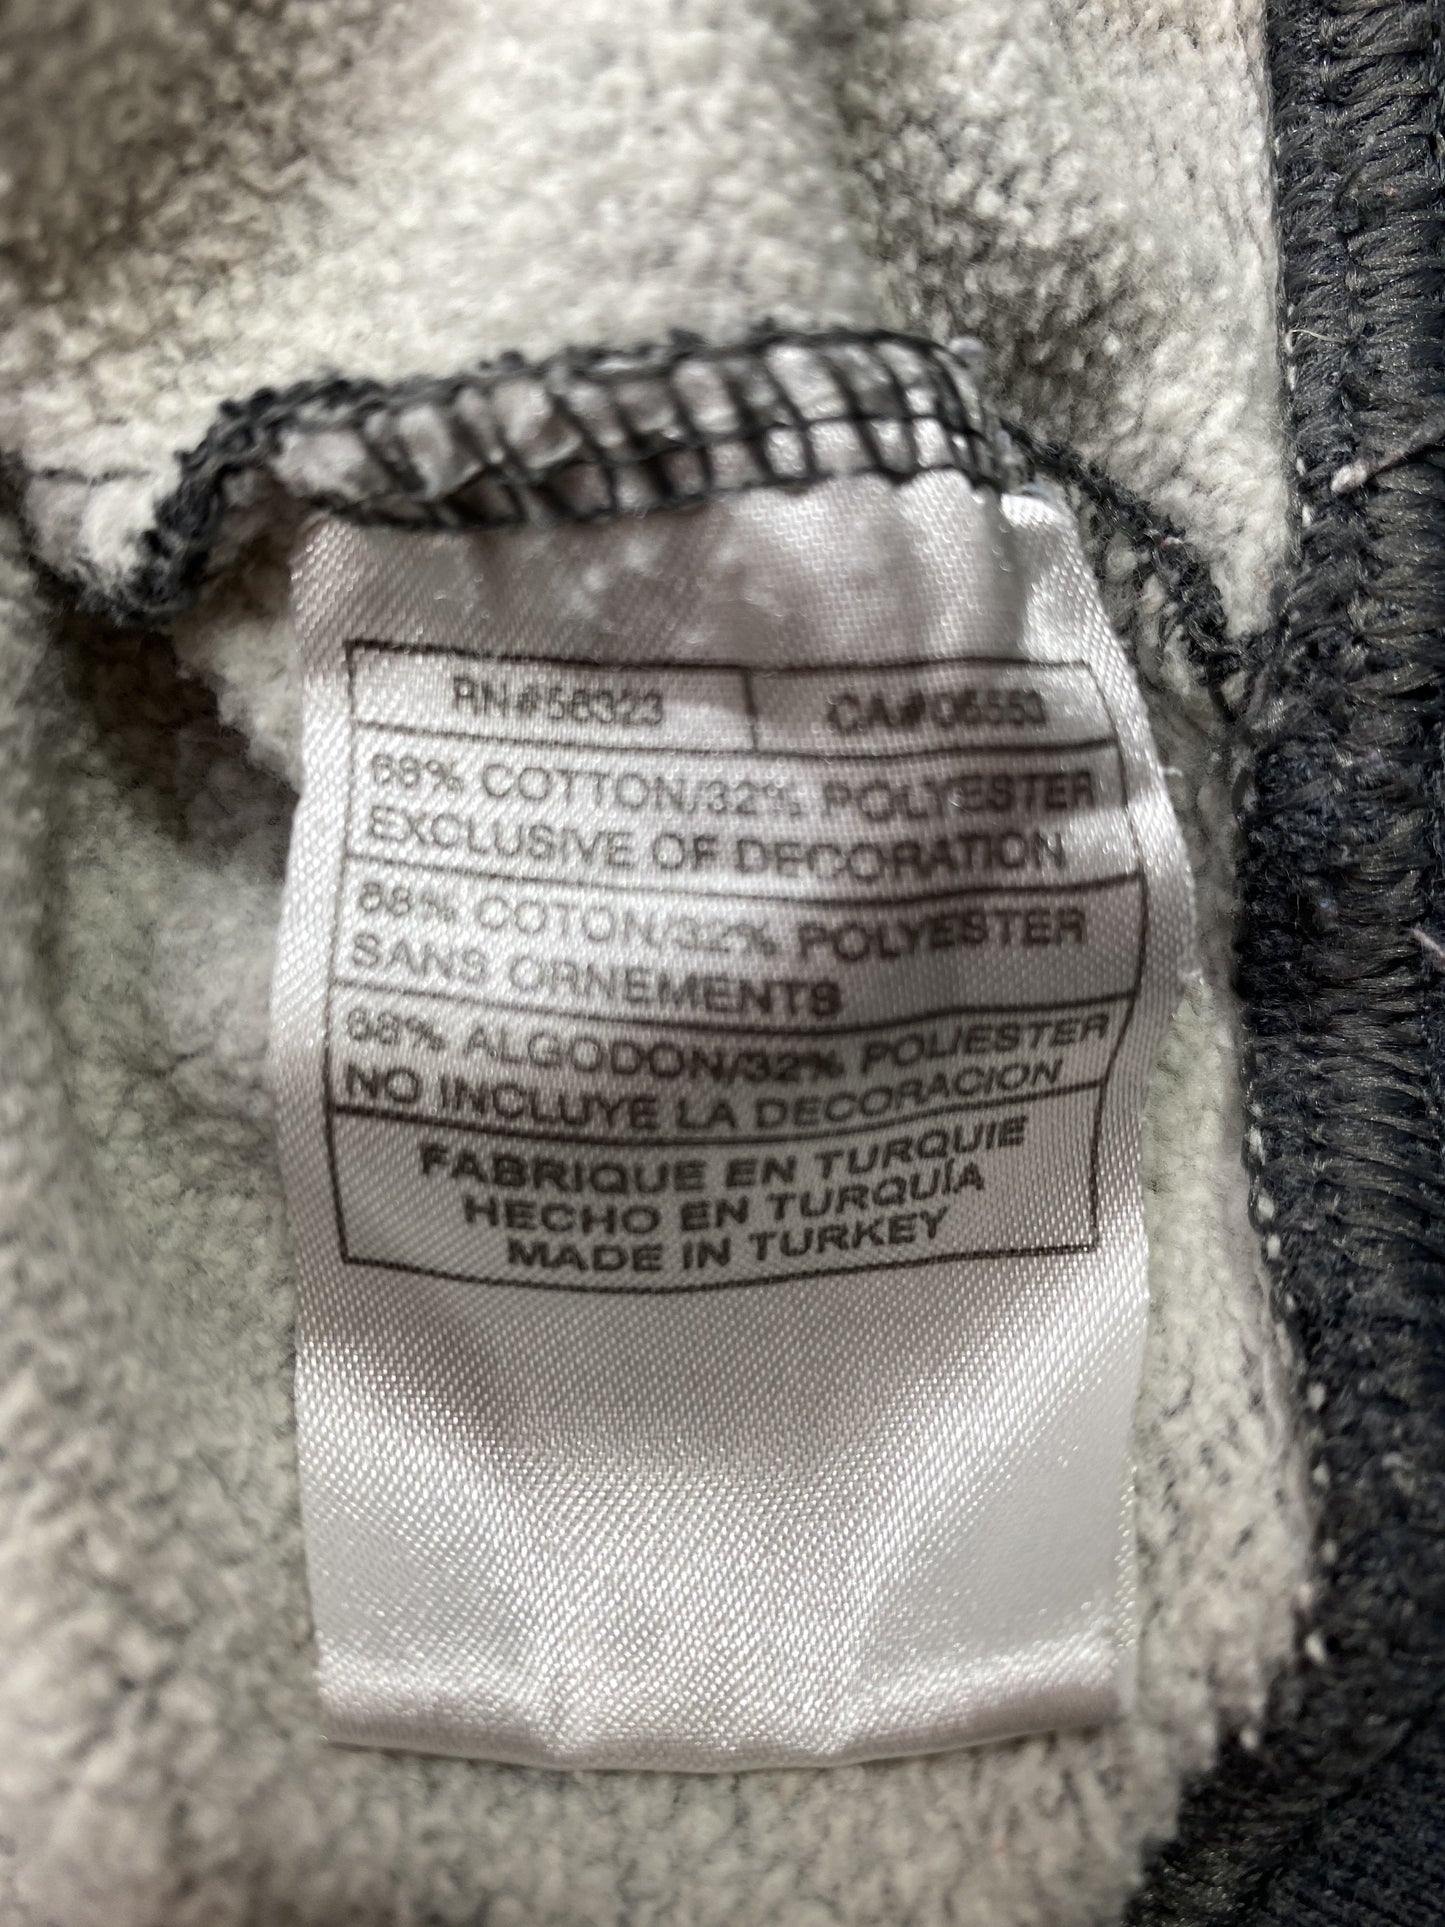 RN#56323 CA#06553
68% COTTON/32% POLYESTER
EXCLUSIVE OF DECORATION
68% COTON/32% POLYESTER
SANS ORNEMENTS
68% ALGODON/32% POLIESTER
NO INCLUYE LA DECORACION
FABRIQUE EN TURQUIE
HECHO EN TURQUÍA
MADE IN TURKEY